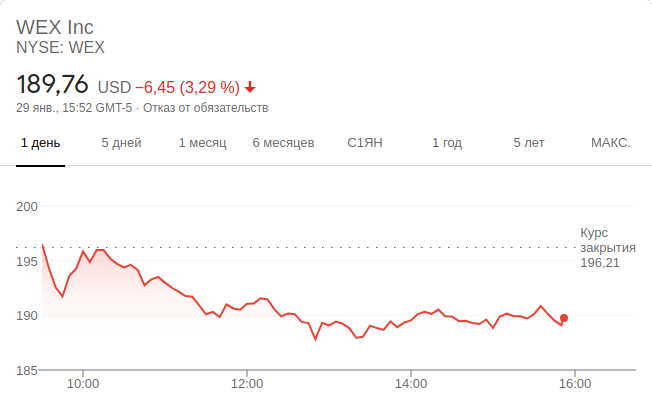 WEX Inc
NYSE: WEX
189,76 USD −6,45 (3,29 %)
29 янв., 15:52 GMT-5 · Отказ от обязательств
1 день 5 дней 1 месяц 6 месяцев С1ЯН 1 год 5 лет МАКС.
200
Курс
закрытия
196,21
195
190
185
10:00 12:00 14:00 16:00